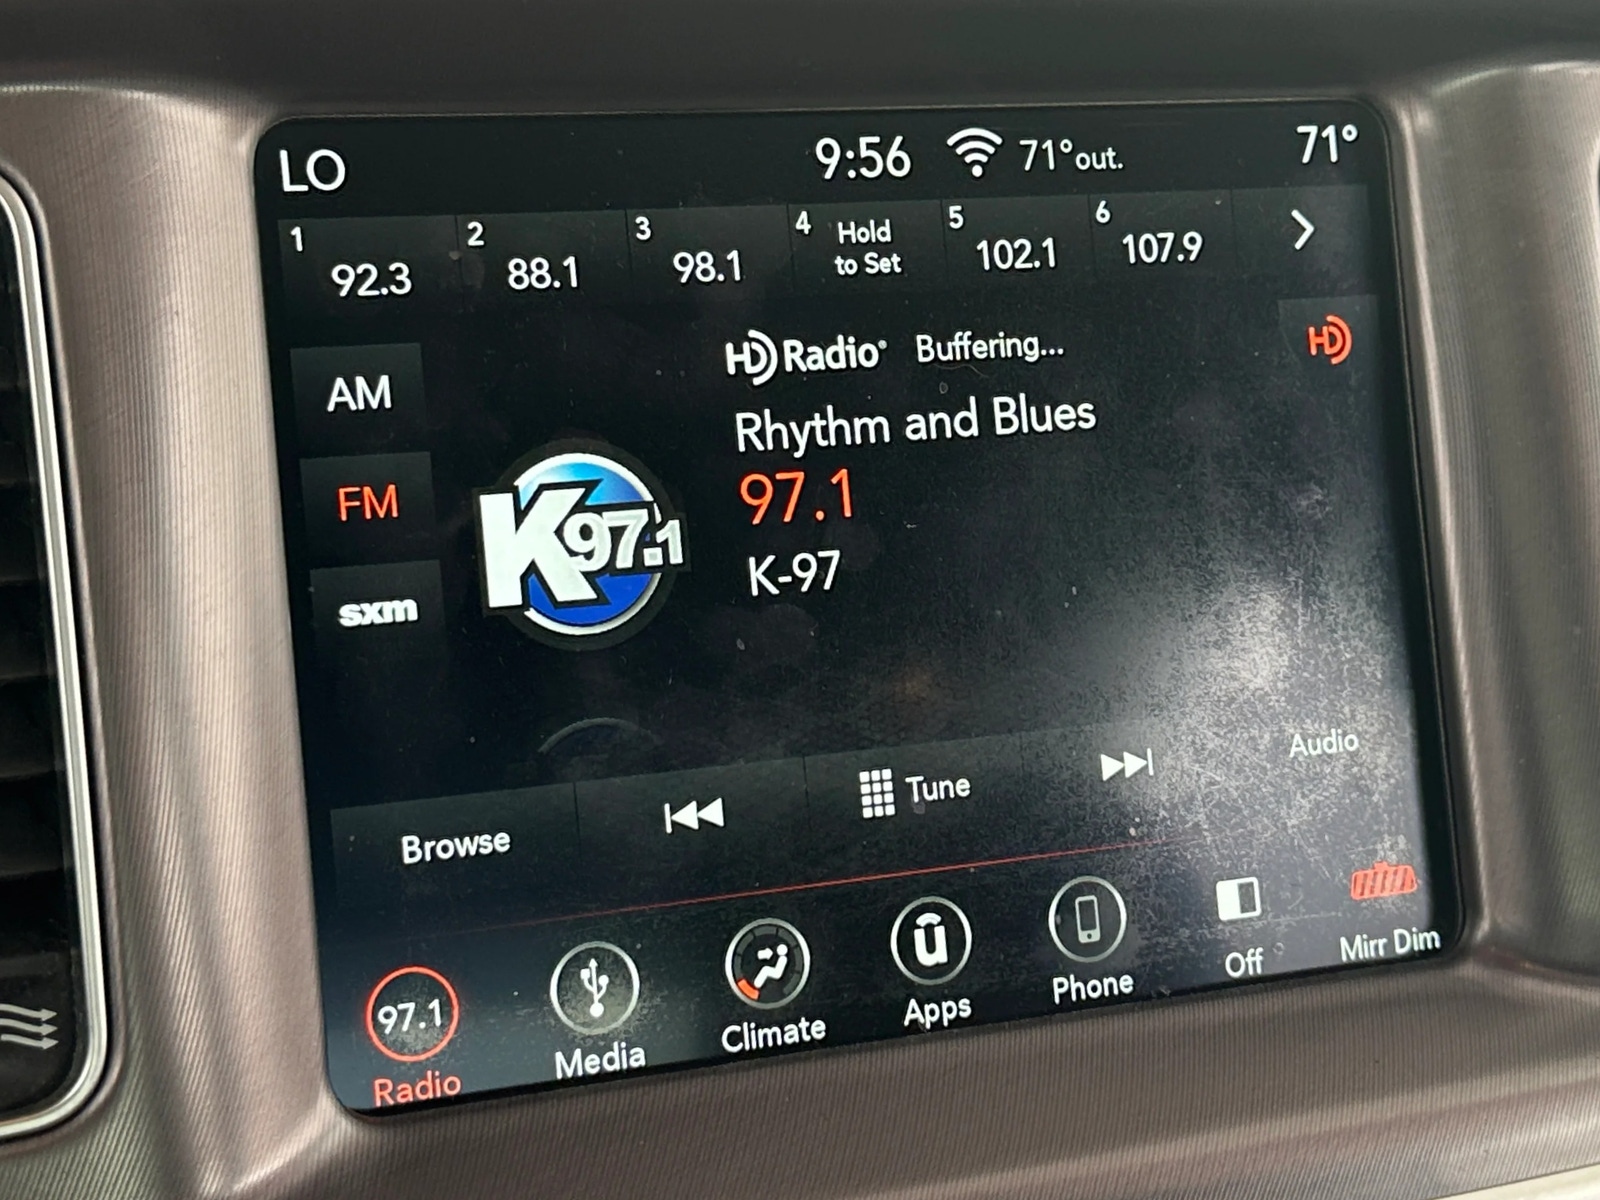 LO 9:56 71° out. 71°
1 92.3 2 88.1 3 98.1 4 Hold to Set 5 102.1 6 107.9
HD Radio® Buffering... HD
AM
Rhythm and Blues
FM
97.1
K97.1
K-97
sxm
Browse Tune Audio
97.1
Radio Media Climate Apps Phone Off Mirr Dim